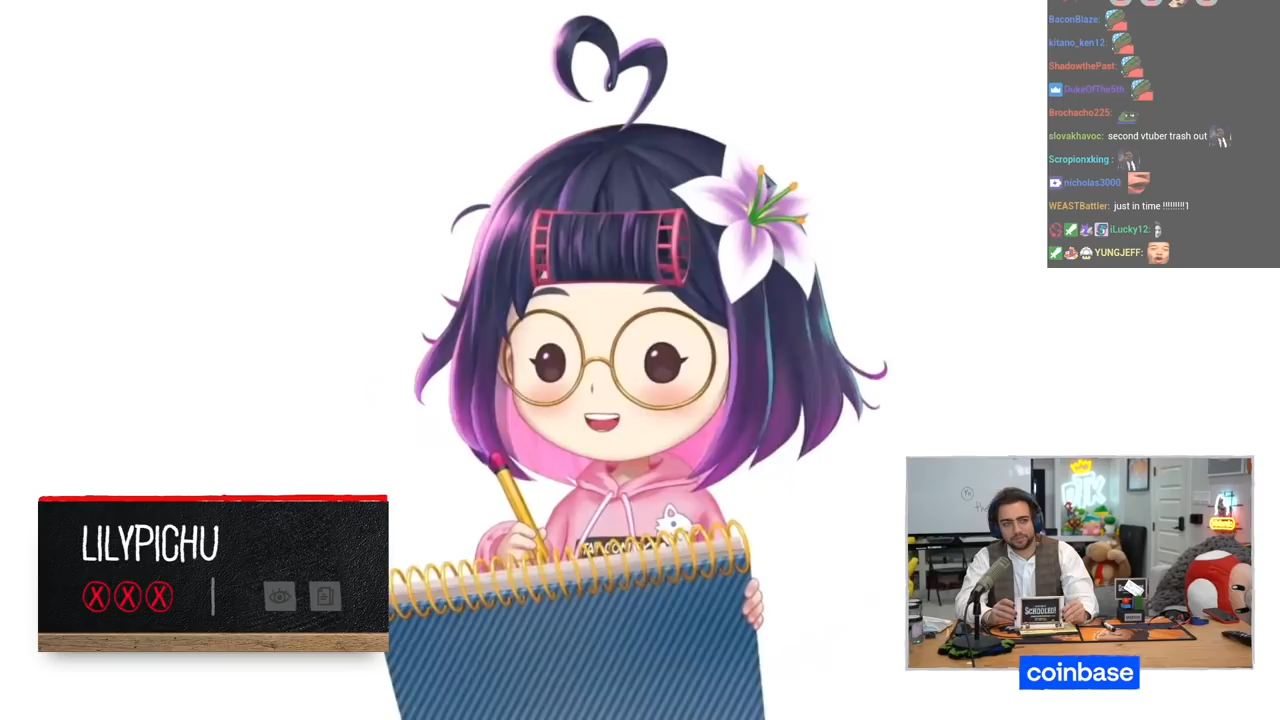 BaconBlaze:
kitano_ken12:
ShadowthePast:
DukeOfThe5th
Brochacho225:
slovakhavoc: second vtuber trash out
Scropionxking :
nicholas3000
WEASTBattler: just in time !!!!!!!!!1
iLucky12:
YUNGJEFF:
LILYPICHU
X X X
SCHOOLED!
coinbase